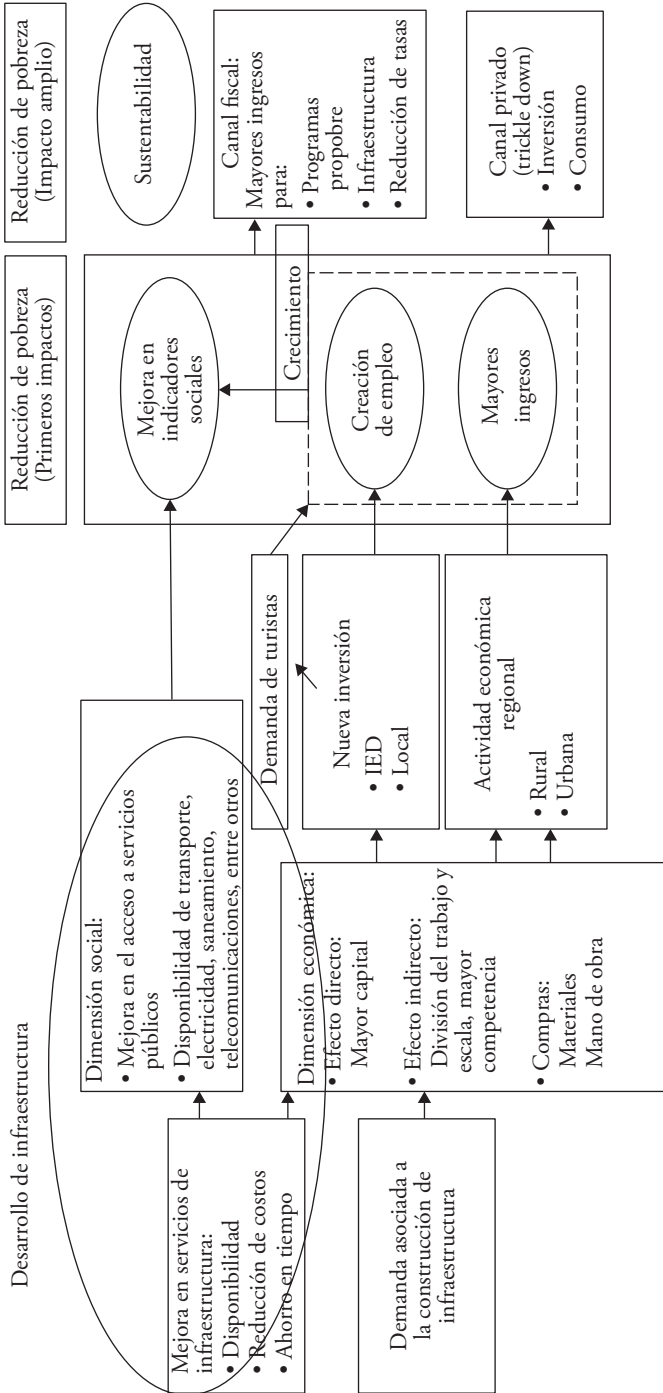 Desarrollo de infraestructura
Reducción de pobreza
(Primeros impactos)
Reducción de pobreza
(Impacto amplio)
Mejora en servicios de
infraestructura:
• Disponibilidad
• Reducción de costos
• Ahorro en tiempo
Demanda asociada a
la construcción de
infraestructura
Dimensión social:
• Mejora en el acceso a servicios
públicos
• Disponibilidad de transporte,
electricidad, saneamiento,
telecomunicaciones, entre otros
Dimensión económica:
• Efecto directo:
Mayor capital
• Efecto indirecto:
División del trabajo y
escala, mayor
competencia
• Compras:
Materiales
Mano de obra
Demanda de turistas
Nueva inversión
• IED
• Local
Actividad económica
regional
• Rural
• Urbana
Mejora en
indicadores
sociales
Crecimiento
Creación
de empleo
Mayores
ingresos
Sustentabilidad
Canal fiscal:
Mayores ingresos
para:
• Programas
propobre
• Infraestructura
• Reducción de tasas
Canal privado
(trickle down)
• Inversión
• Consumo